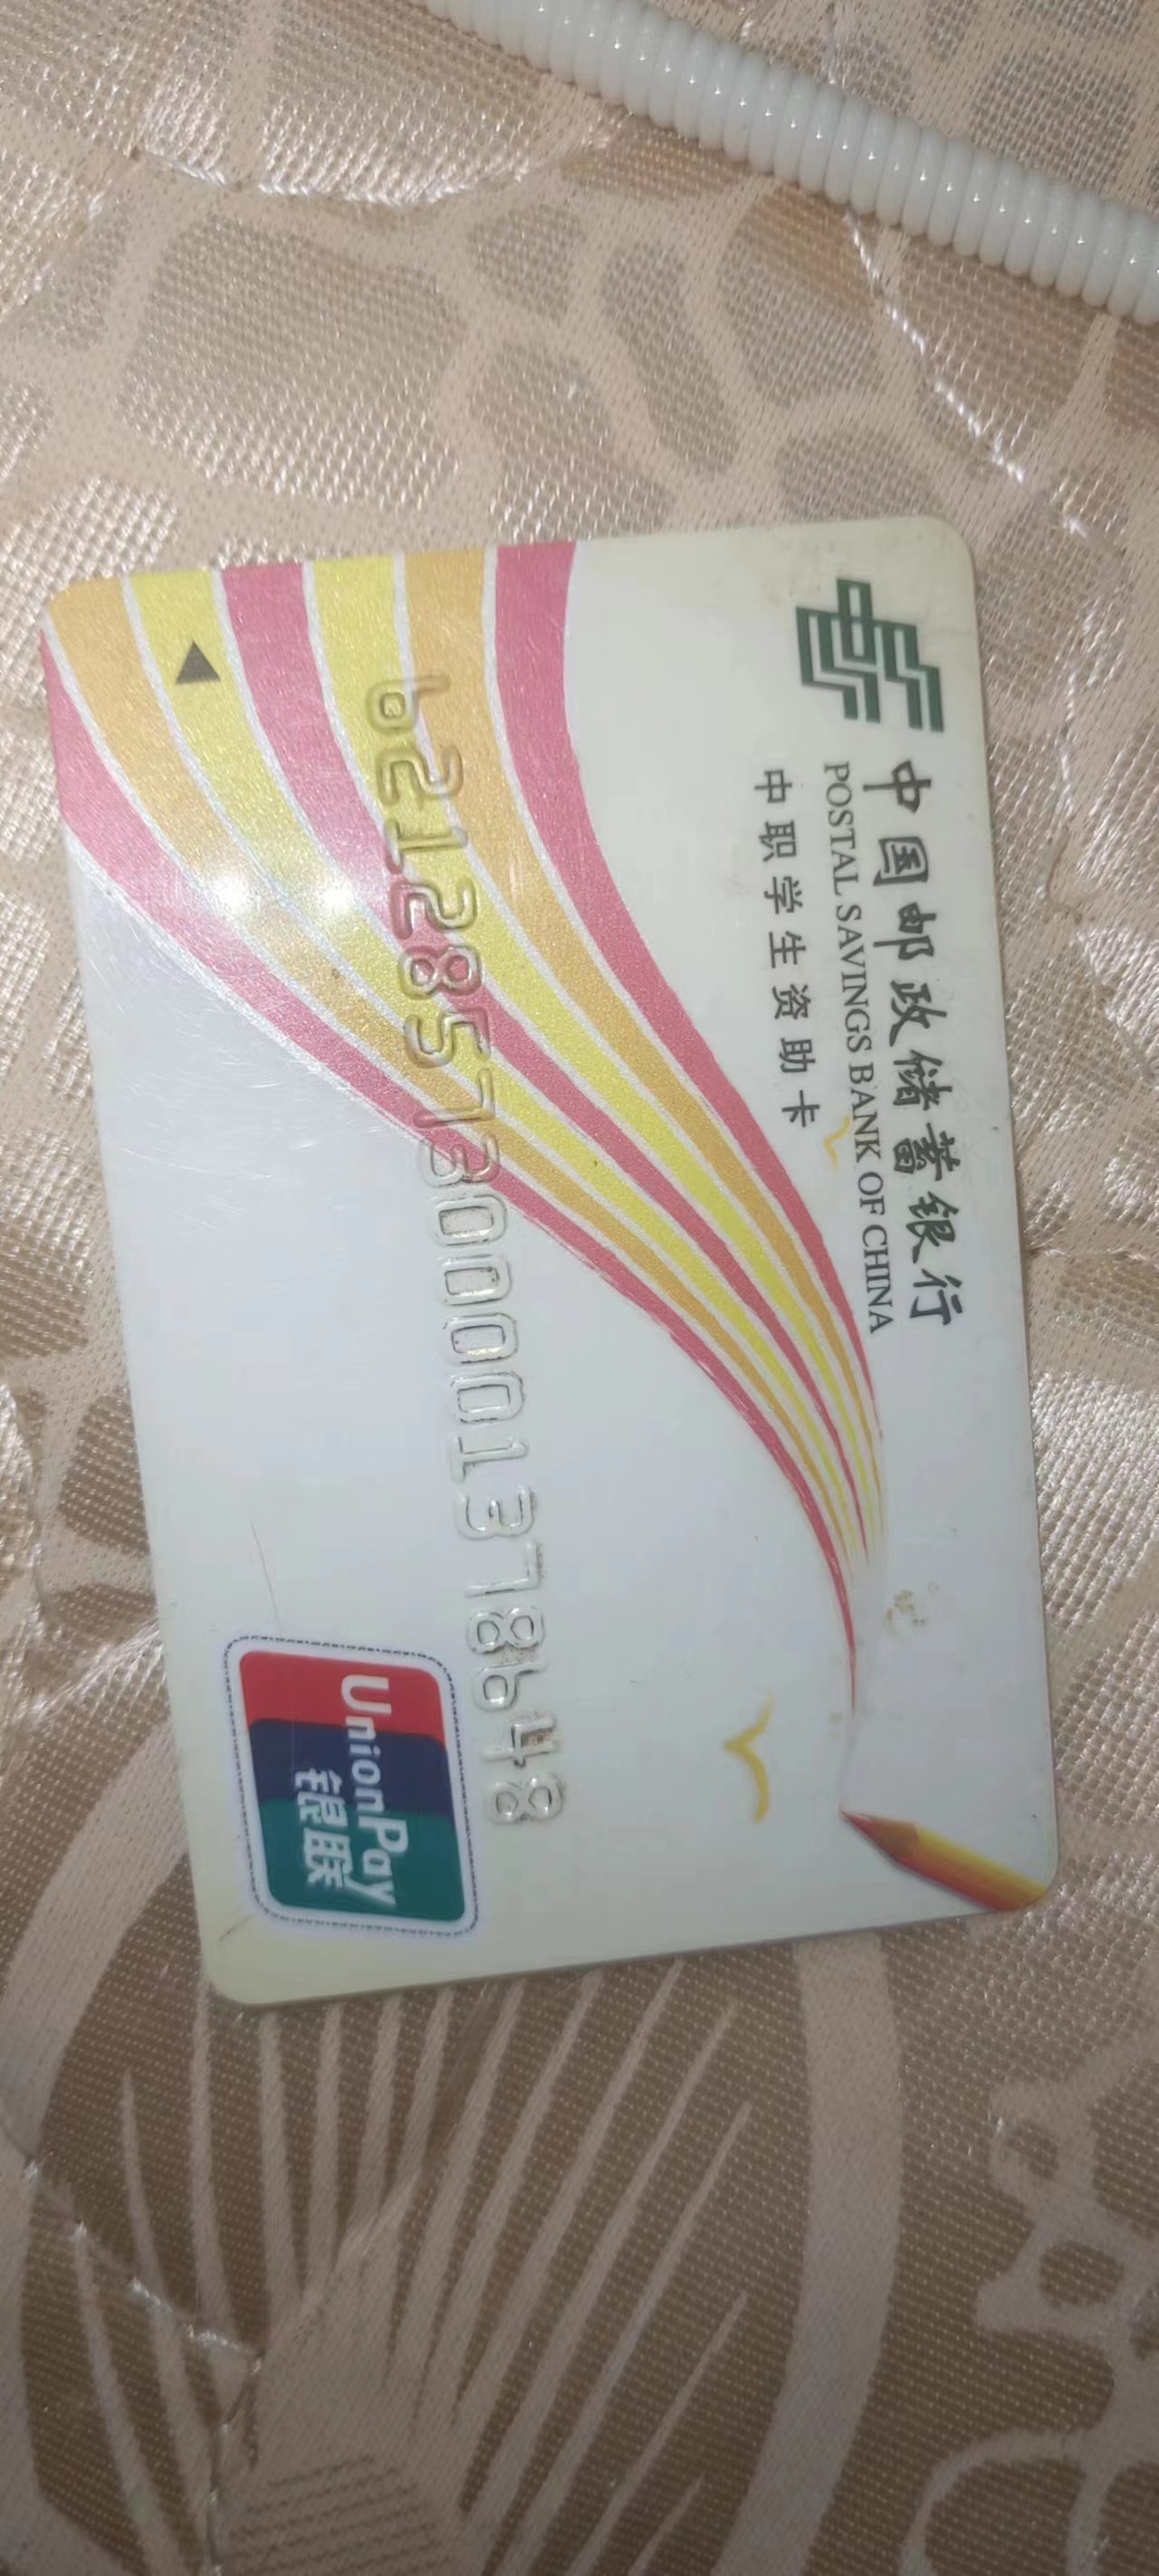 中国邮政储蓄银行
POSTAL SAVINGS BANK OF CHINA
中职学生资助卡
6212857300001378648
UnionPay
银联